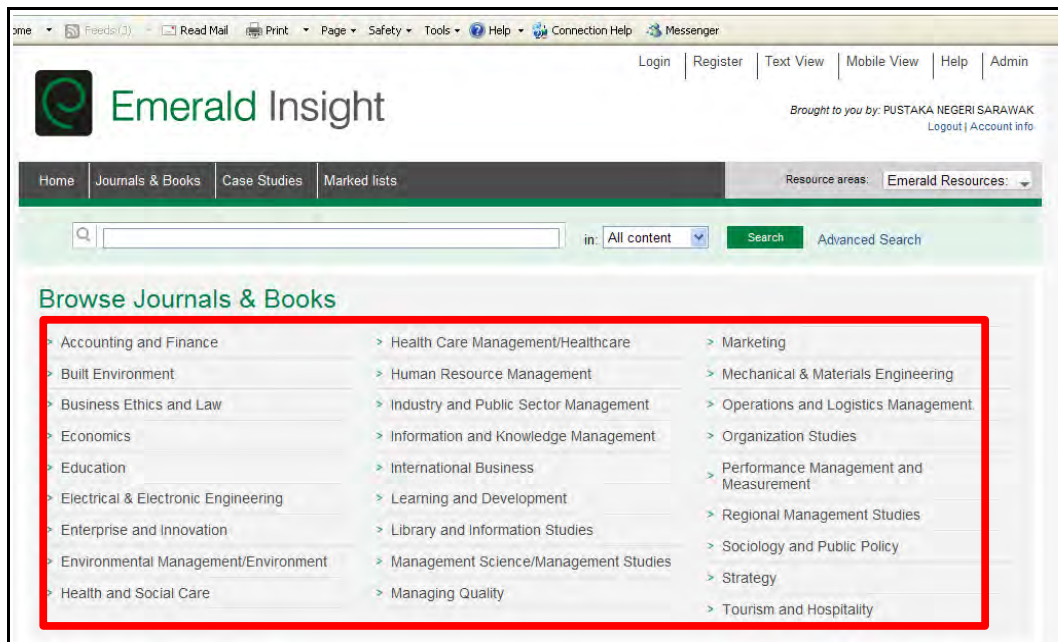 ome Feeds (3) Read Mail Print Page Safety Tools Help Connection Help Messenger
Login Register Text View Mobile View Help Admin
Emerald Insight
Brought to you by: PUSTAKA NEGERI SARAWAK
Logout | Account info
Home Journals & Books Case Studies Marked lists
Resource areas: Emerald Resources:
in: All content Search Advanced Search
Browse Journals & Books
> Accounting and Finance
> Built Environment
> Business Ethics and Law
> Economics
> Education
> Electrical & Electronic Engineering
> Enterprise and Innovation
> Environmental Management/Environment
> Health and Social Care
> Health Care Management/Healthcare
> Human Resource Management
> Industry and Public Sector Management
> Information and Knowledge Management
> International Business
> Learning and Development
> Library and Information Studies
> Management Science/Management Studies
> Managing Quality
> Marketing
> Mechanical & Materials Engineering
> Operations and Logistics Management
> Organization Studies
> Performance Management and
Measurement
> Regional Management Studies
> Sociology and Public Policy
> Strategy
> Tourism and Hospitality